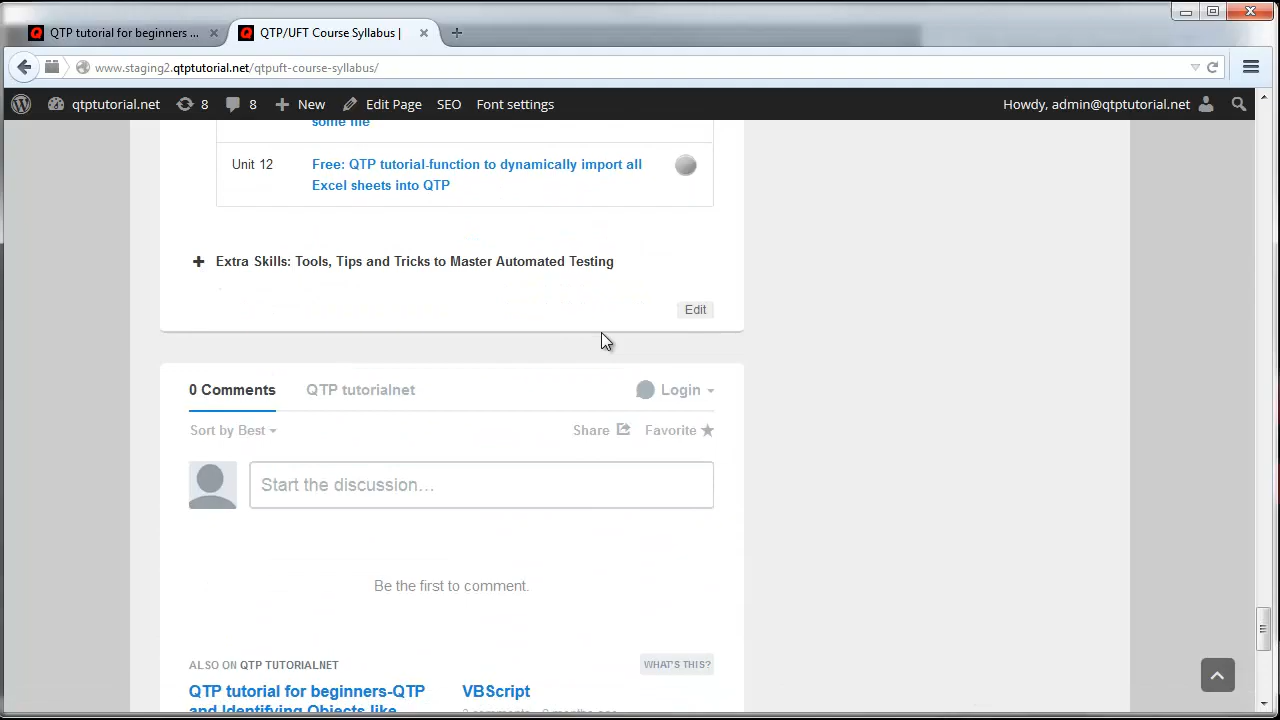 QTP tutorial for beginners ...
QTP/UFT Course Syllabus |
www.staging2.qtptutorial.net/qtpuft-course-syllabus/
qtptutorial.net 8 8 New Edit Page SEO Font settings Howdy, admin@qtptutorial.net
some file
Unit 12 Free: QTP tutorial-function to dynamically import all
Excel sheets into QTP
Extra Skills: Tools, Tips and Tricks to Master Automated Testing
Edit
0 Comments QTP tutorialnet Login
Sort by Best Share Favorite
Start the discussion...
Be the first to comment.
ALSO ON QTP TUTORIALNET WHAT'S THIS?
QTP tutorial for beginners-QTP VBScript
and Identifying Objects like